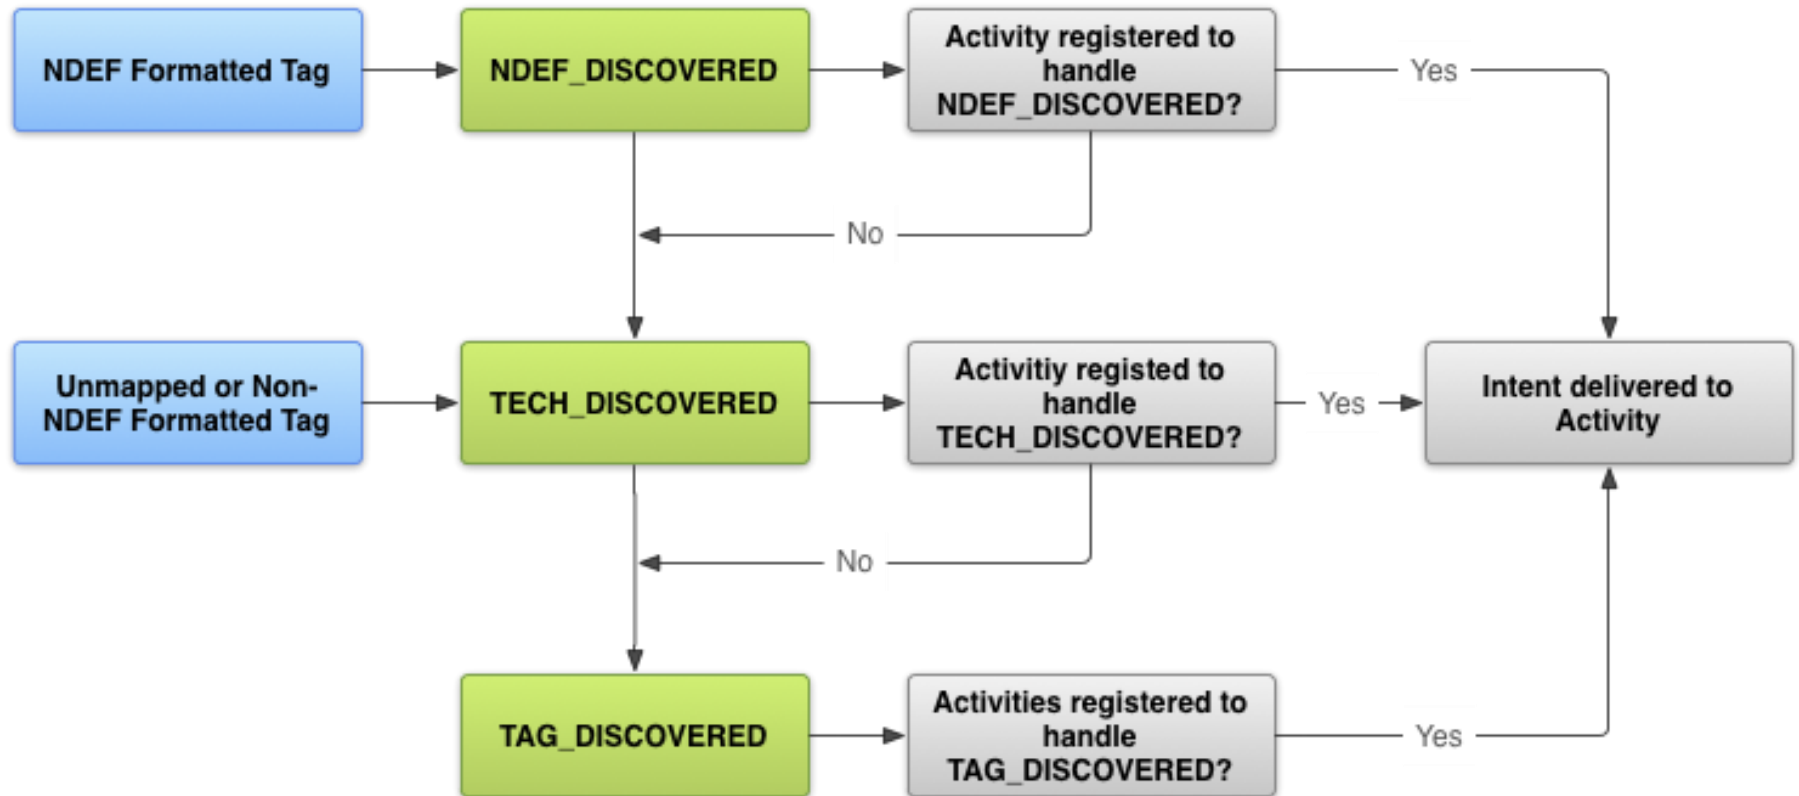 NDEF Formatted Tag
NDEF_DISCOVERED
Activity registered to
handle
NDEF_DISCOVERED?
Yes
No
Unmapped or Non-
NDEF Formatted Tag
TECH_DISCOVERED
Activitiy registed to
handle
TECH_DISCOVERED?
Yes
Intent delivered to
Activity
No
TAG_DISCOVERED
Activities registered to
handle
TAG_DISCOVERED?
Yes